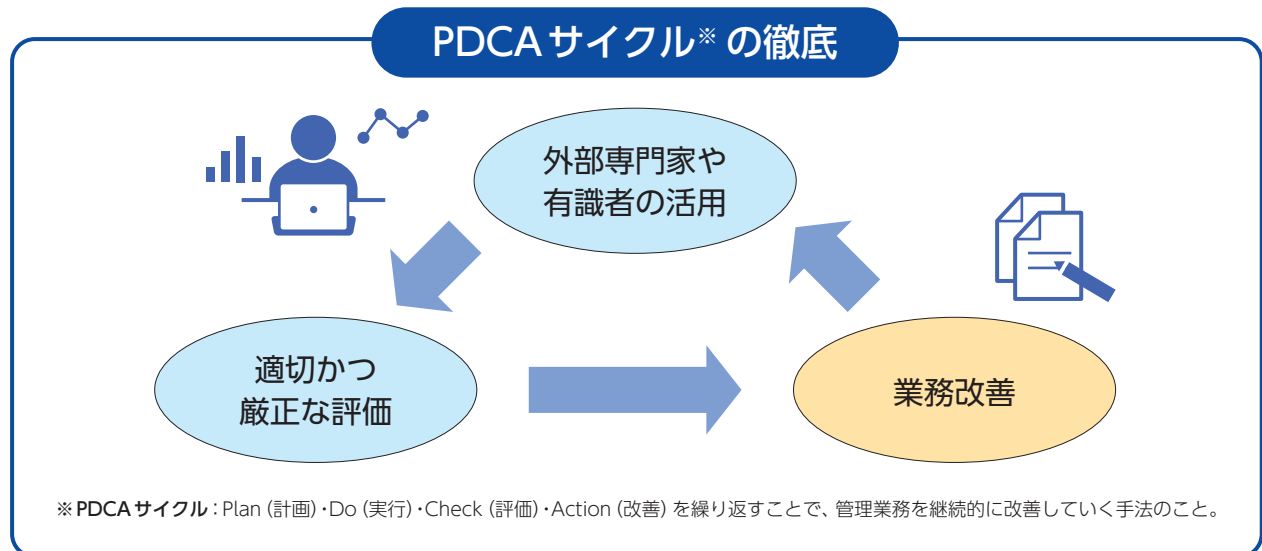 PDCAサイクル※の徹底
外部専門家や
有識者の活用
適切かつ
厳正な評価
業務改善
※PDCAサイクル：Plan（計画）・Do（実行）・Check（評価）・Action（改善）を繰り返すことで、管理業務を継続的に改善していく手法のこと。